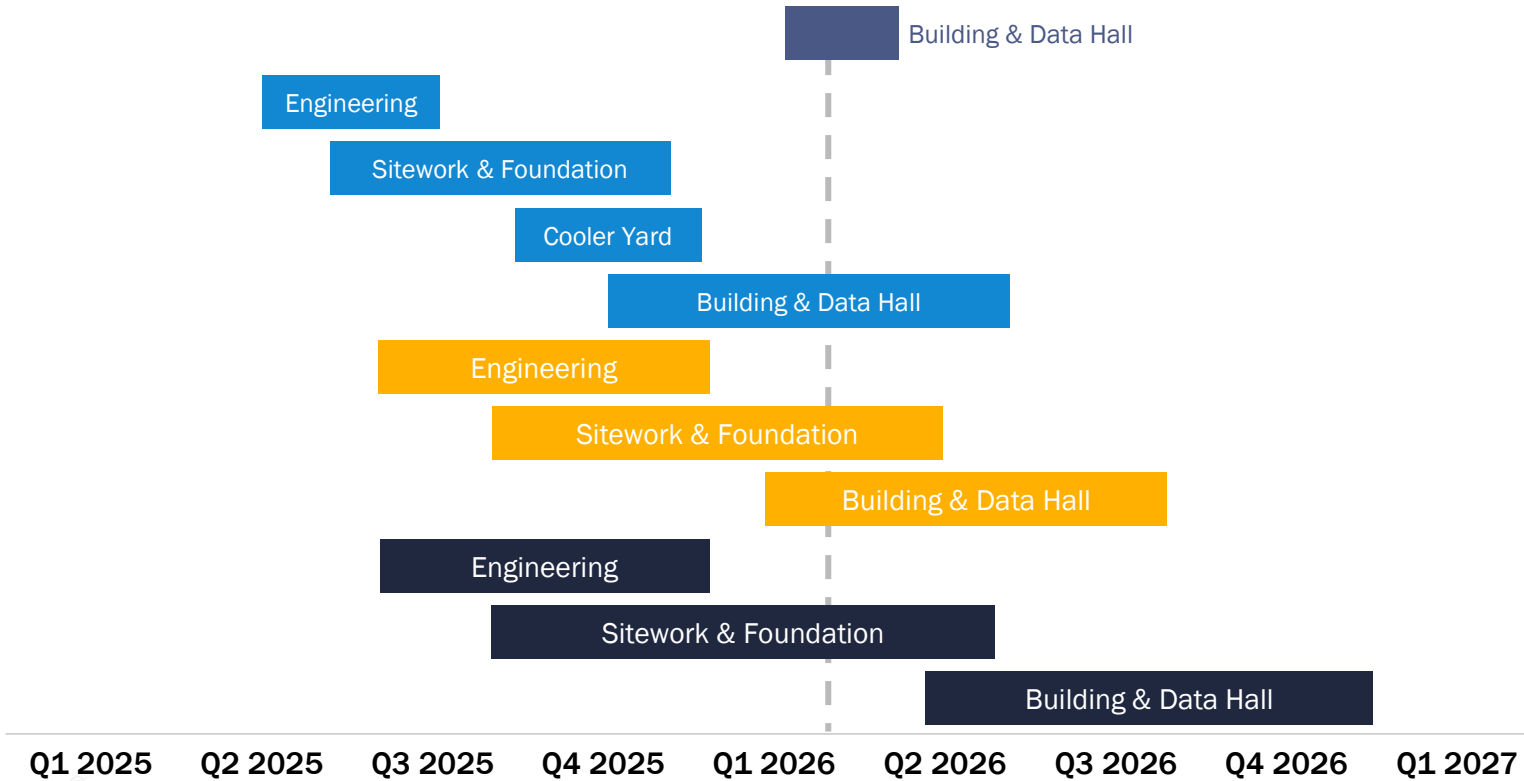 Building & Data Hall
Engineering
Sitework & Foundation
Cooler Yard
Building & Data Hall
Engineering
Sitework & Foundation
Building & Data Hall
Engineering
Sitework & Foundation
Building & Data Hall
Q1 2025 Q2 2025 Q3 2025 Q4 2025 Q1 2026 Q2 2026 Q3 2026 Q4 2026 Q1 2027